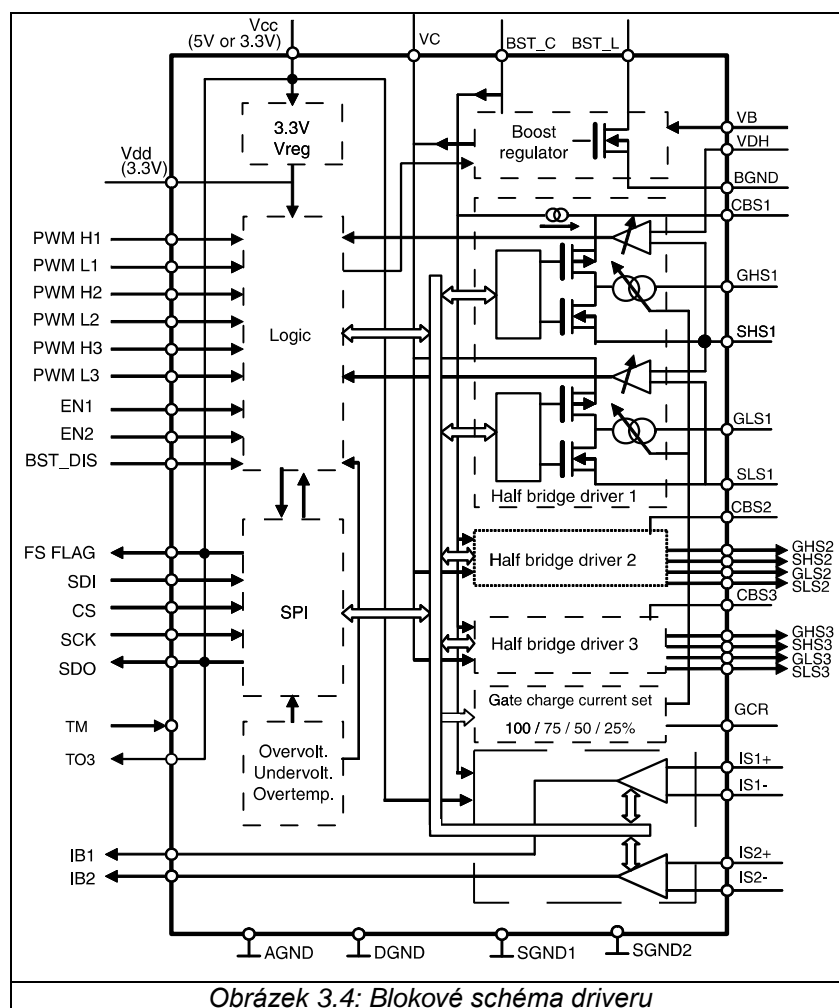 Vcc
(5V or 3.3V)
VC
BST_C
BST_L
3.3V
Vreg
Boost
regulator
VB
VDH
BGND
CBS1
Vdd
(3.3V)
PWM H1
PWM L1
PWM H2
PWM L2
PWM H3
PWM L3
EN1
EN2
BST_DIS
Logic
GHS1
SHS1
GLS1
SLS1
Half bridge driver 1
CBS2
FS FLAG
SDI
CS
SCK
SDO
SPI
Half bridge driver 2
GHS2
SHS2
GLS2
SLS2
CBS3
Half bridge driver 3
GHS3
SHS3
GLS3
SLS3
Gate charge current set
100 / 75 / 50 / 25%
GCR
TM
TO3
Overvolt.
Undervolt.
Overtemp.
IS1+
IS1-
IB1
IB2
IS2+
IS2-
AGND
DGND
SGND1
SGND2
Obrázek 3.4: Blokové schéma driveru